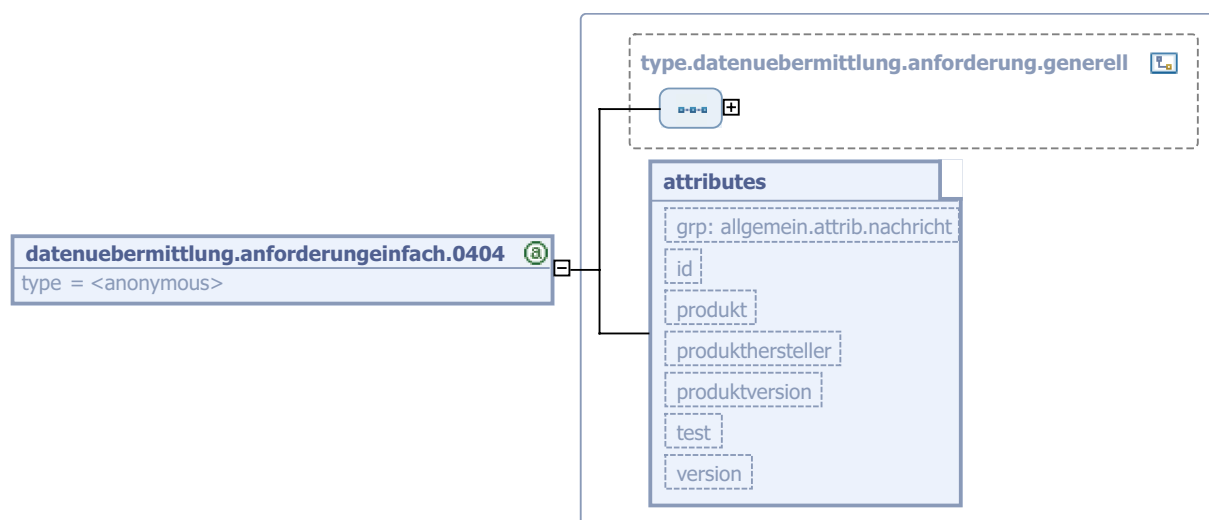 type.datenuebermittlung.anforderung.generell
attributes
grp: allgemein.attrib.nachricht
datenuebermittlung.anforderungeinfach.0404
type = <anonymous>
id
produkt
produkthersteller
produktversion
test
version